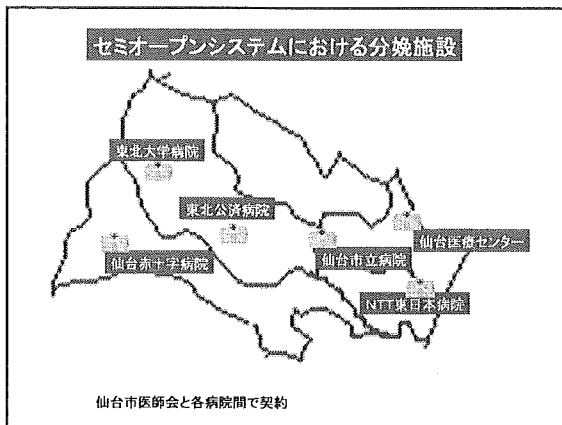 セミオープンシステムにおける分娩施設
東北大学病院
東北公済病院
仙台医療センター
仙台赤十字病院
仙台市立病院
NTT東日本病院
仙台市医師会と各病院間で契約